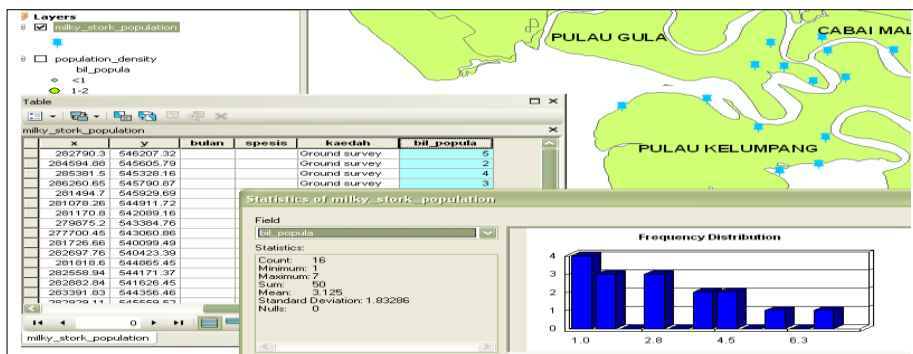 Layers
milky_stork_population
population_density
bil_popula
<1
1-2
PULAU GULA
CABAI MAL
PULAU KELUMPANG
Table
milky_stork_population
x y bulan spesis kaedah bil_popula
282790.3 546207.32 Ground survey 5
284594.88 545605.79 Ground survey 2
285381.5 545328.16 Ground survey 4
286260.65 545790.87 Ground survey 3
281494.7 545929.69
281078.26 544911.72
281170.8 542089.16
279875.2 543384.76
277700.45 543060.86
281726.66 540099.49
282697.76 540423.39
281818.6 544865.45
282558.94 544171.37
282882.84 541626.45
283391.83 544356.46
282929.11 545559.52
0
milky_stork_population
Statistics of milky_stork_population
Field
bil_popula
Statistics:
Count: 16
Minimum: 1
Maximum: 7
Sum: 50
Mean: 3.125
Standard Deviation: 1.83286
Nulls: 0
Frequency Distribution
4
3
2
1
0
1.0 2.8 4.5 6.3